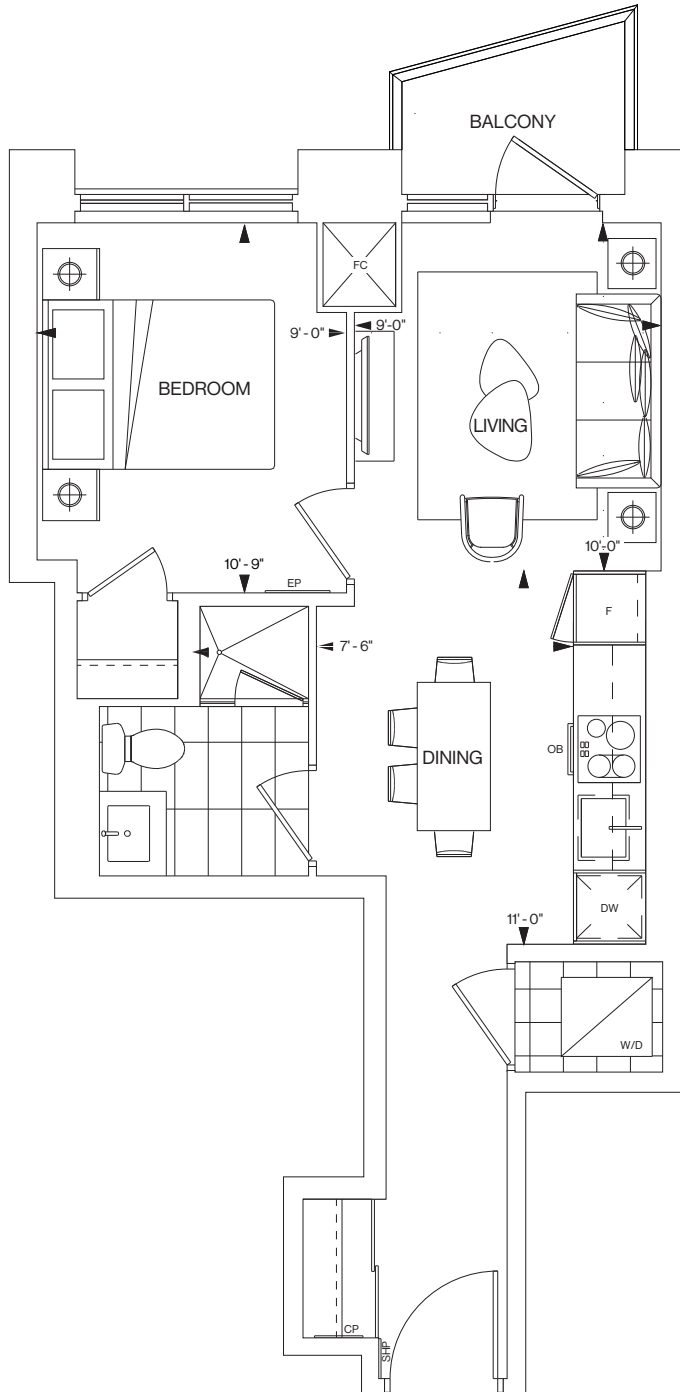 BALCONY
FC
9'-0" 9'-0"
BEDROOM
LIVING
10'-0"
10'-9"
EP
F
7'-6"
OB
DINING
DW
11'-0"
W/D
CP
SHP